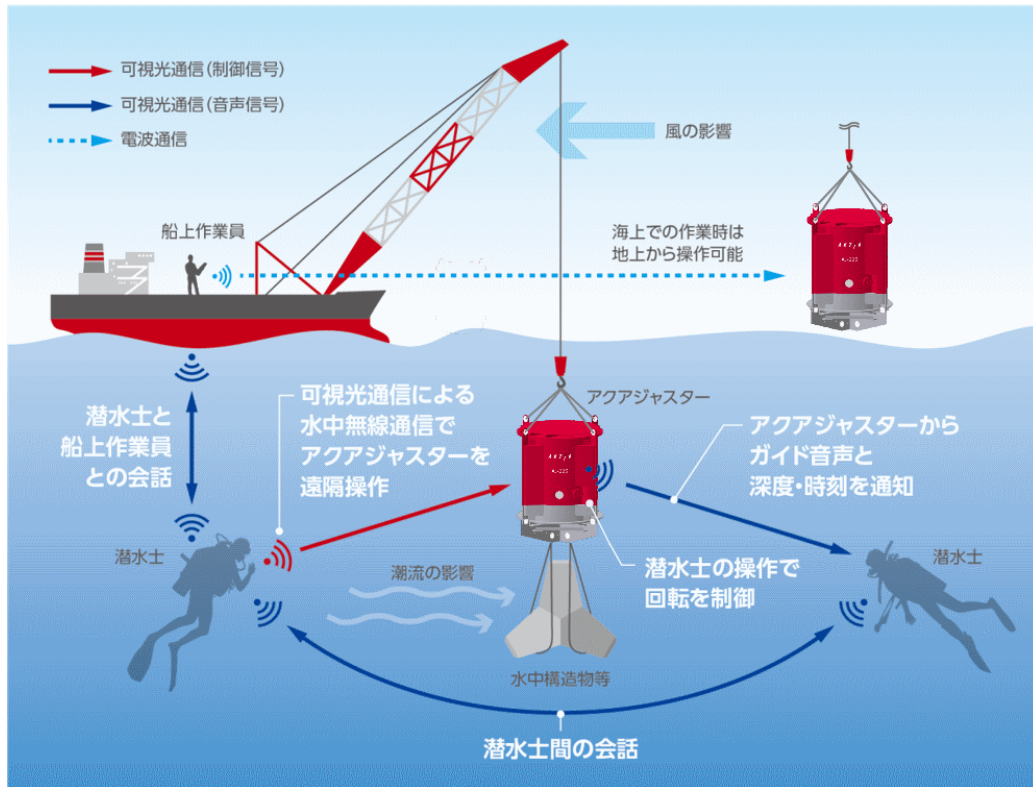 可視光通信(制御信号)
可視光通信(音声信号)
電波通信
風の影響
船上作業員
海上での作業時は
地上から操作可能
可視光通信による
水中無線通信で
アクアジャスターを
遠隔操作
アクアジャスター
潜水士と
船上作業員
との会話
アクアジャスターから
ガイド音声と
深度・時刻を通知
潜水士
潮流の影響
潜水士の操作で
回転を制御
潜水士
水中構造物等
潜水士間の会話